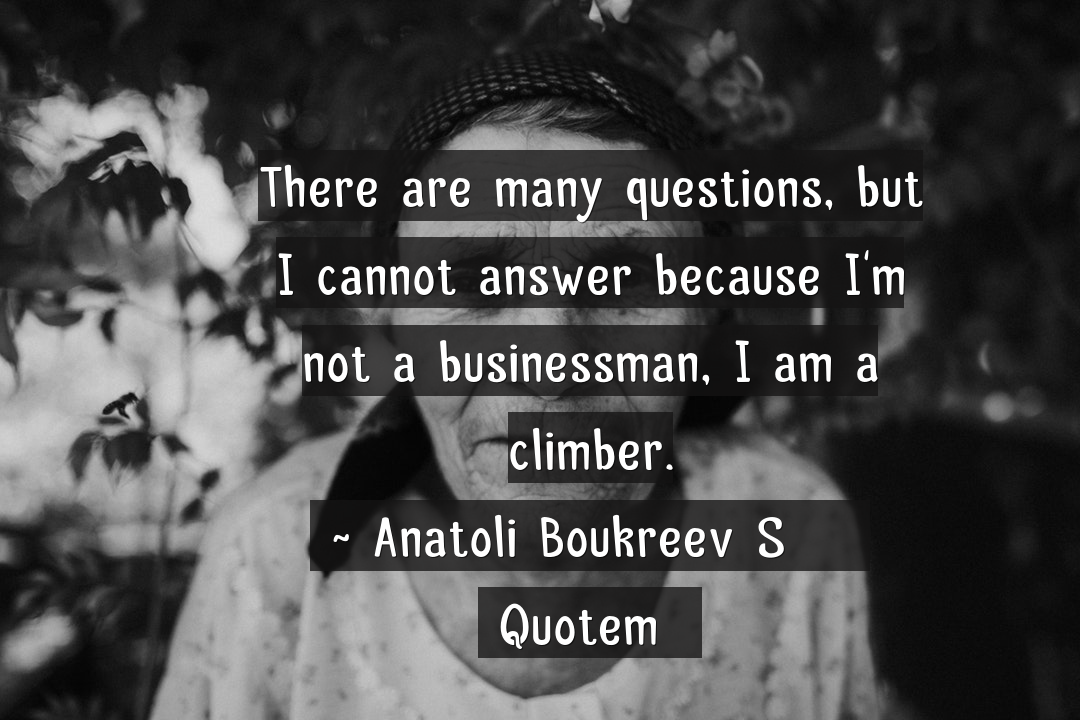 There are many questions, but
I cannot answer because I'm
not a businessman, I am a
climber.
~ Anatoli Boukreev S
Quotem